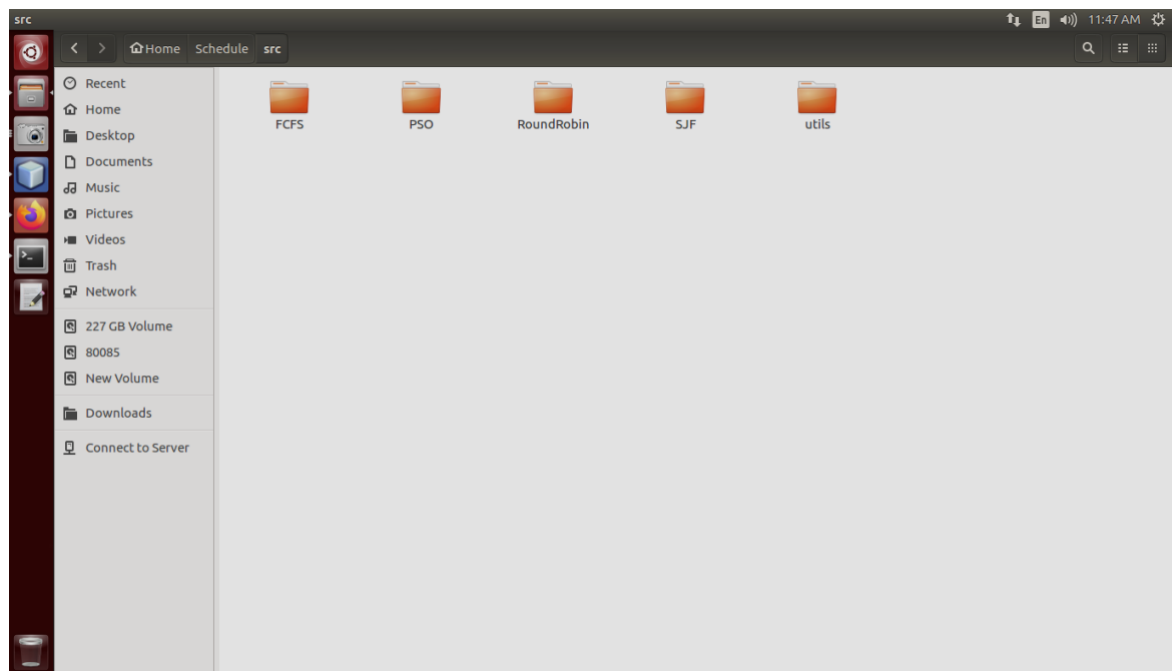 src
En
11:47 AM
Home Schedule src
Recent
Home
Desktop
Documents
Music
Pictures
Videos
Trash
Network
227 GB Volume
80085
New Volume
Downloads
Connect to Server
FCFS PSO RoundRobin SJF utils